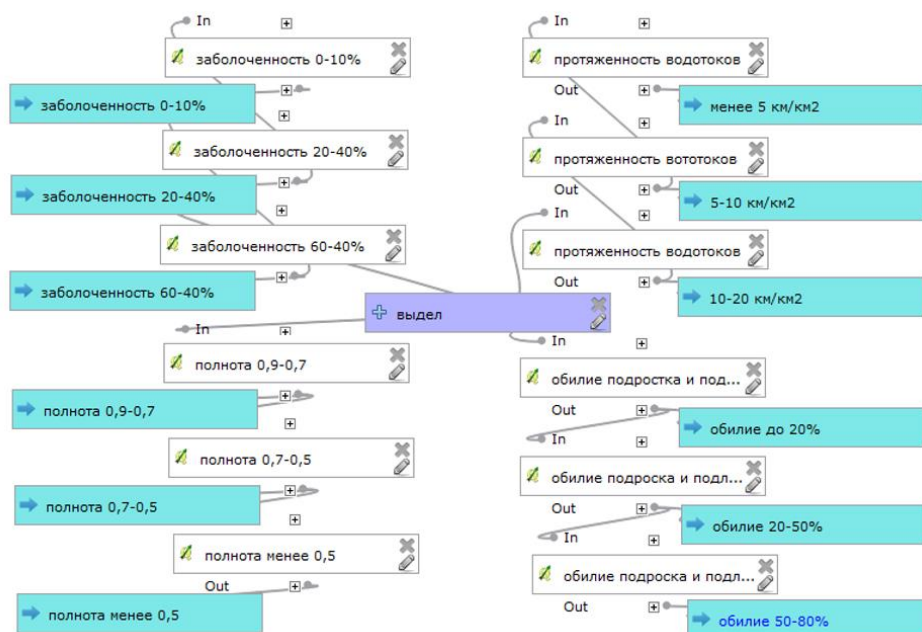 In
заболоченность 0-10%
заболоченность 0-10%
заболоченность 20-40%
заболоченность 20-40%
заболоченность 60-40%
заболоченность 60-40%
In
протяженность водотоков
Out
менее 5 км/км2
In
протяженность вототоков
Out
5-10 км/км2
In
протяженность водотоков
Out
10-20 км/км2
выдел
In
полнота 0,9-0,7
полнота 0,9-0,7
полнота 0,7-0,5
полнота 0,7-0,5
полнота менее 0,5
Out
полнота менее 0,5
In
обилие подростка и под...
Out
обилие до 20%
In
обилие подроска и подл...
Out
обилие 20-50%
In
обилие подроска и подл...
Out
обилие 50-80%